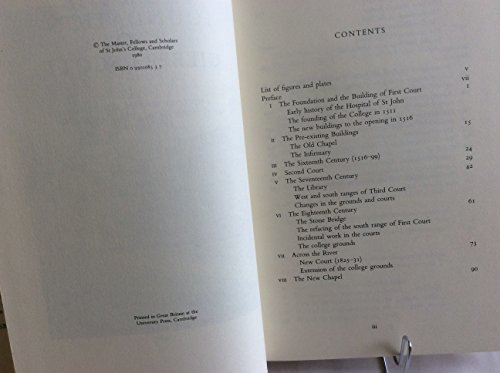 © The Master, Fellows and Scholars
of St John's College, Cambridge
1980
ISBN 0 9501085 3 7
Printed in Great Britain at the
University Press, Cambridge
CONTENTS
List of figures and plates v
Preface vii
I The Foundation and the Building of First Court 1
Early history of the Hospital of St John
The founding of the College in 1511
The new buildings to the opening in 1516
II The Pre-existing Buildings 15
The Old Chapel
The Infirmary
III The Sixteenth Century (1516-99) 24
IV Second Court 29
V The Seventeenth Century 42
The Library
West and south ranges of Third Court
Changes in the grounds and courts
VI The Eighteenth Century 61
The Stone Bridge
The refacing of the south range of First Court
Incidental work in the courts
The college grounds
VII Across the River 73
New Court (1825-31)
Extension of the college grounds
VIII The New Chapel 90
iii